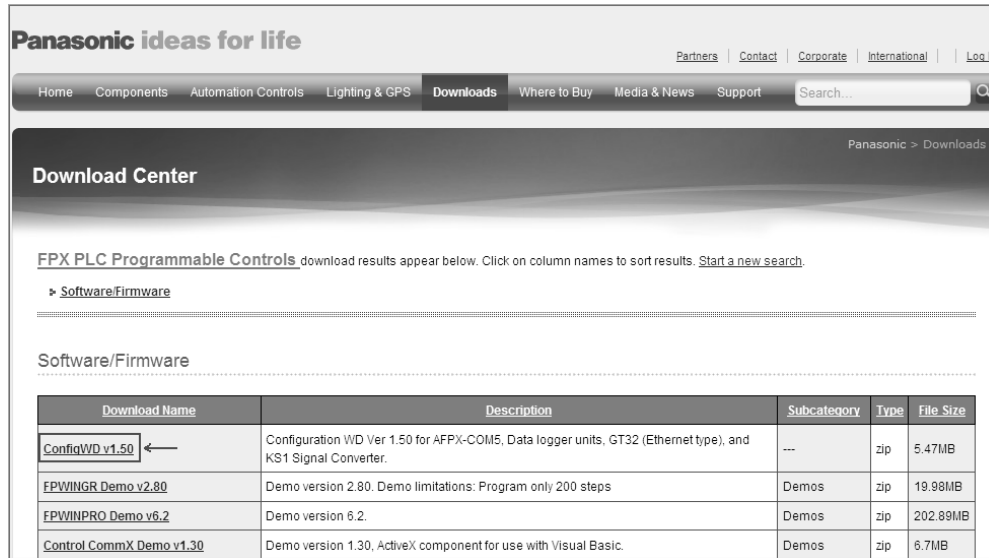 Panasonic ideas for life
Partners | Contact | Corporate | International | | Log
Home Components Automation Controls Lighting & GPS Downloads Where to Buy Media & News Support Search...
Panasonic > Downloads
Download Center
FPX PLC Programmable Controls download results appear below. Click on column names to sort results. Start a new search.
Software/Firmware
Software/Firmware
Download Name Description Subcategory Type File Size
ConfigWD v1.50 Configuration WD Ver 1.50 for AFPX-COM5, Data logger units, GT32 (Ethernet type), and
KS1 Signal Converter. --- zip 5.47MB
FPWINGR Demo v2.80 Demo version 2.80. Demo limitations: Program only 200 steps Demos zip 19.98MB
FPWINPRO Demo v6.2 Demo version 6.2. Demos zip 202.89MB
Control CommX Demo v1.30 Demo version 1.30, ActiveX component for use with Visual Basic. Demos zip 6.7MB